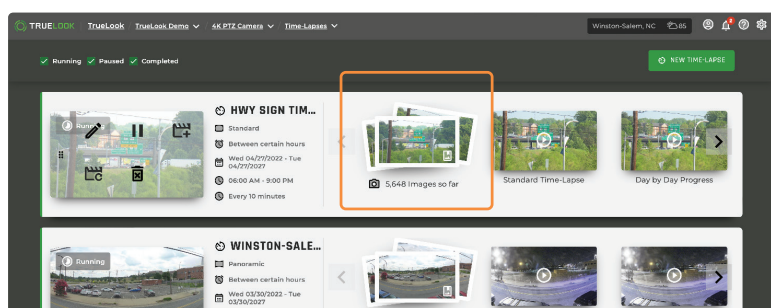 TRUELOOK TrueLook TrueLook Demo 4K PTZ Camera Time-Lapses Winston-Salem, NC 85
Running Paused Completed NEW TIME-LAPSE
Running
HWY SIGN TIM...
Standard
Between certain hours
Wed 04/27/2022 - Tue
04/27/2027
06:00 AM - 9:00 PM
Every 10 minutes
5,648 Images so far
Standard Time-Lapse
Day by Day Progress
Running
WINSTON-SALE...
Panoramic
Between certain hours
Wed 03/30/2022 - Tue
03/30/2027